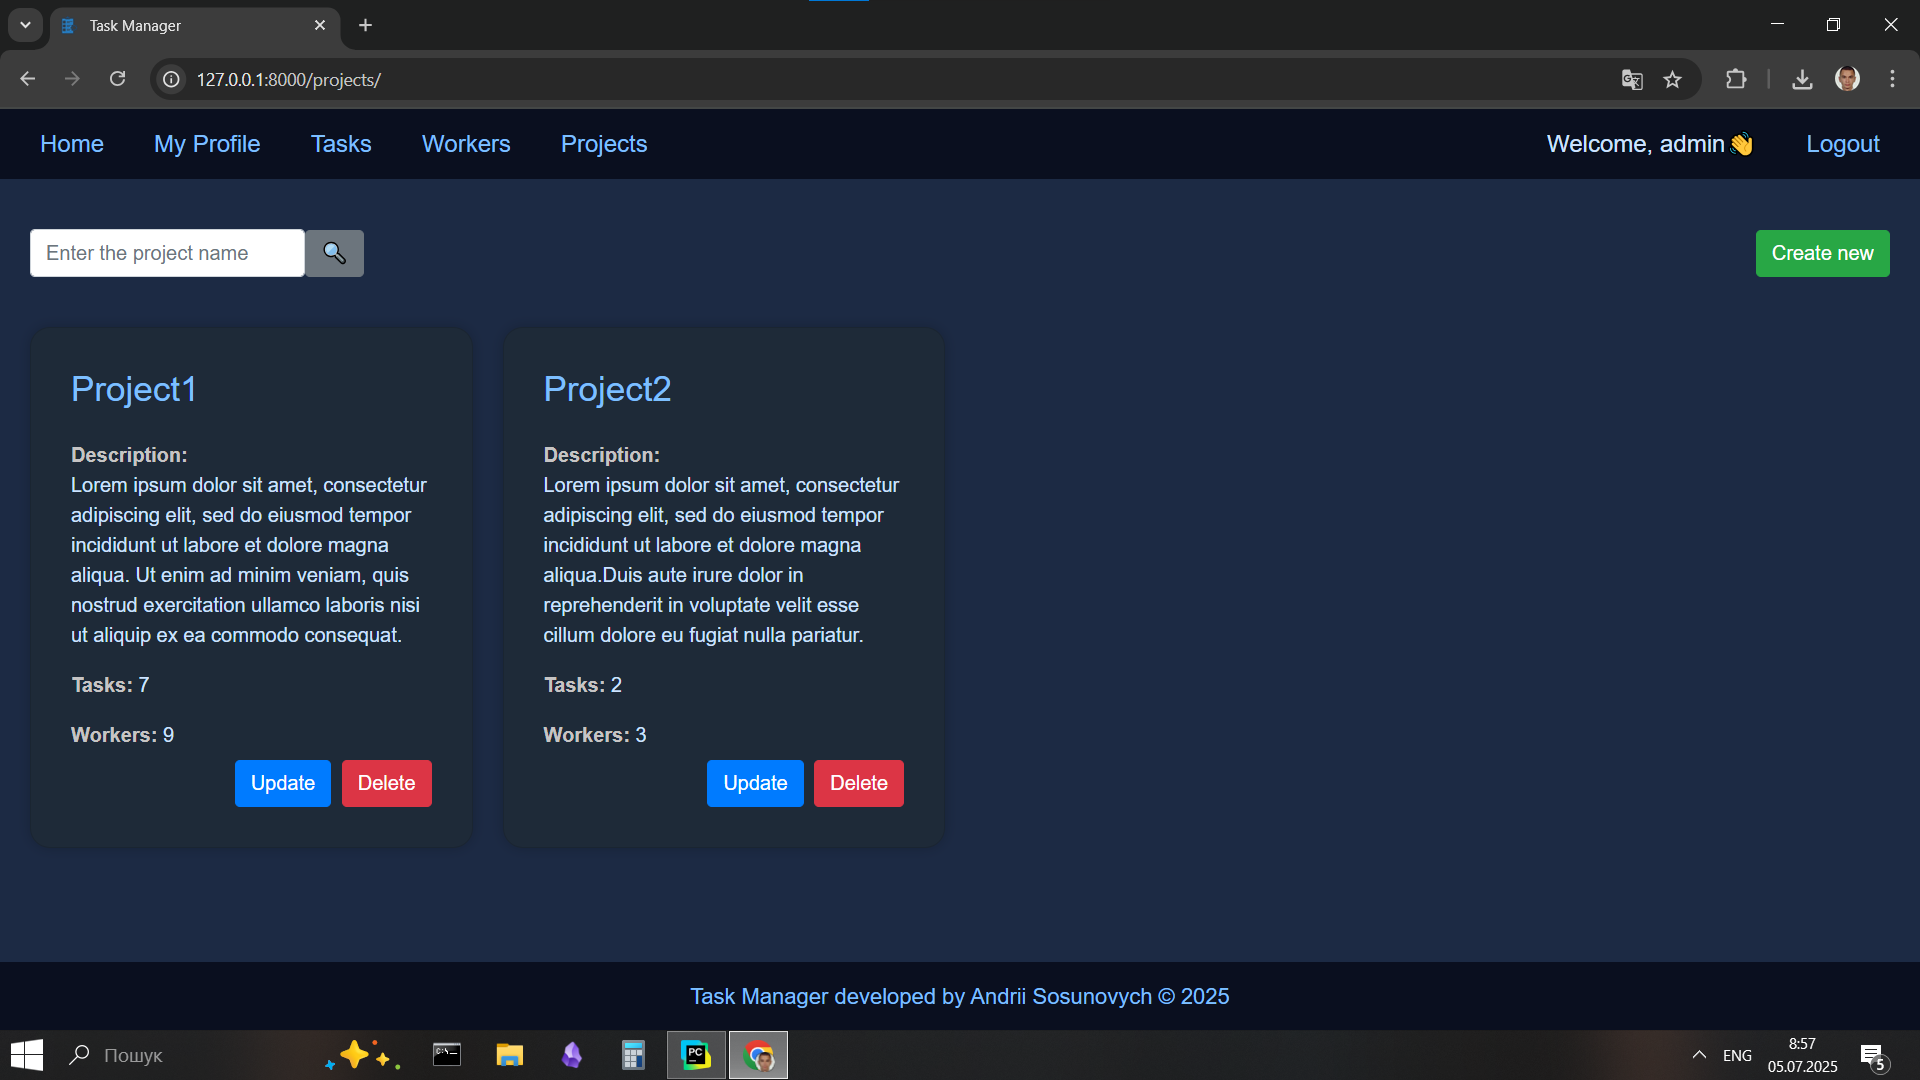 Task Manager
127.0.0.1:8000/projects/
Home My Profile Tasks Workers Projects Welcome, admin👋 Logout
Enter the project name 🔍 Create new
Project1
Description:
Lorem ipsum dolor sit amet, consectetur
adipiscing elit, sed do eiusmod tempor
incididunt ut labore et dolore magna
aliqua. Ut enim ad minim veniam, quis
nostrud exercitation ullamco laboris nisi
ut aliquip ex ea commodo consequat.
Tasks: 7
Workers: 9
Update Delete
Project2
Description:
Lorem ipsum dolor sit amet, consectetur
adipiscing elit, sed do eiusmod tempor
incididunt ut labore et dolore magna
aliqua.Duis aute irure dolor in
reprehenderit in voluptate velit esse
cillum dolore eu fugiat nulla pariatur.
Tasks: 2
Workers: 3
Update Delete
Task Manager developed by Andrii Sosunovych © 2025
Пошук
PC
ENG
8:57
05.07.2025
5